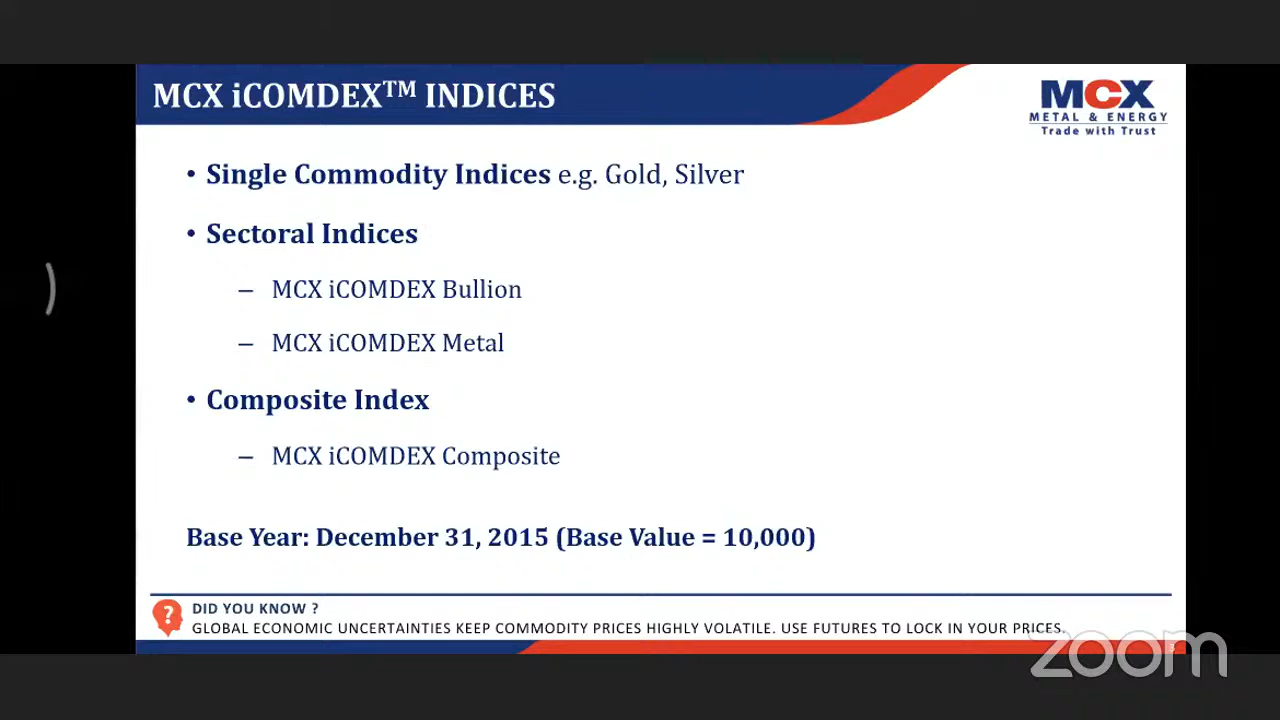 MCX iCOMDEX™ INDICES
MCX
METAL & ENERGY
Trade with Trust
• Single Commodity Indices e.g. Gold, Silver
• Sectoral Indices
– MCX iCOMDEX Bullion
– MCX iCOMDEX Metal
• Composite Index
– MCX iCOMDEX Composite
Base Year: December 31, 2015 (Base Value = 10,000)
?
DID YOU KNOW ?
GLOBAL ECONOMIC UNCERTAINTIES KEEP COMMODITY PRICES HIGHLY VOLATILE. USE FUTURES TO LOCK IN YOUR PRICES.
3
zoom